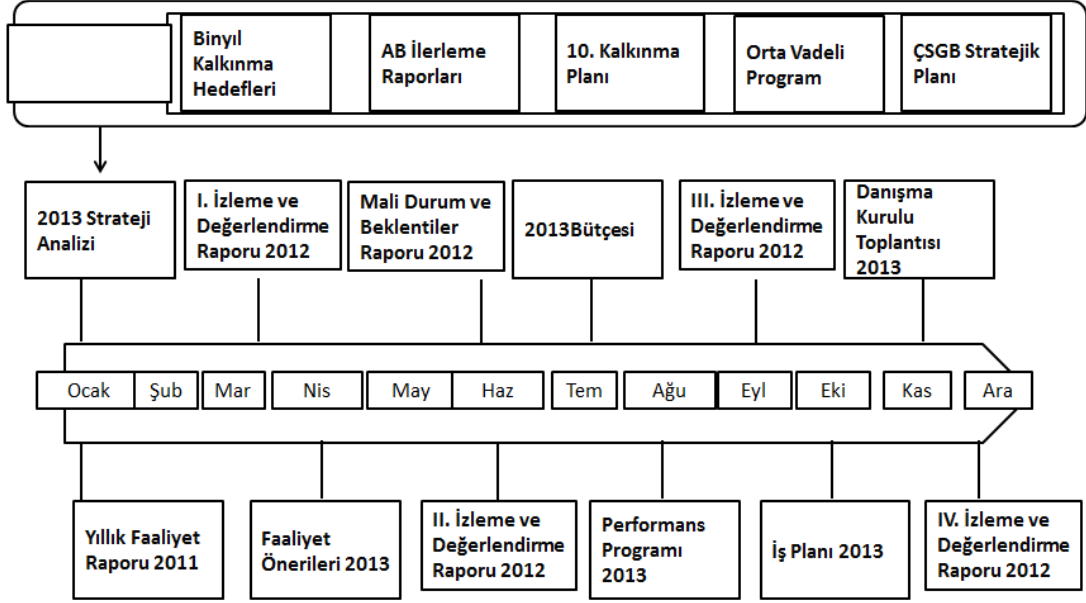 Binyıl
Kalkınma
Hedefleri
AB İlerleme
Raporları
10. Kalkınma
Planı
Orta Vadeli
Program
ÇSGB Stratejik
Planı
2013 Strateji
Analizi
I. İzleme ve
Değerlendirme
Raporu 2012
Mali Durum ve
Beklentiler
Raporu 2012
2013Bütçesi
III. İzleme ve
Değerlendirme
Raporu 2012
Danışma
Kurulu
Toplantısı
2013
Ocak Şub Mar Nis May Haz Tem Ağu Eyl Eki Kas Ara
Yıllık Faaliyet
Raporu 2011
Faaliyet
Önerileri 2013
II. İzleme ve
Değerlendirme
Raporu 2012
Performans
Programı
2013
İş Planı 2013
IV. İzleme ve
Değerlendirme
Raporu 2012